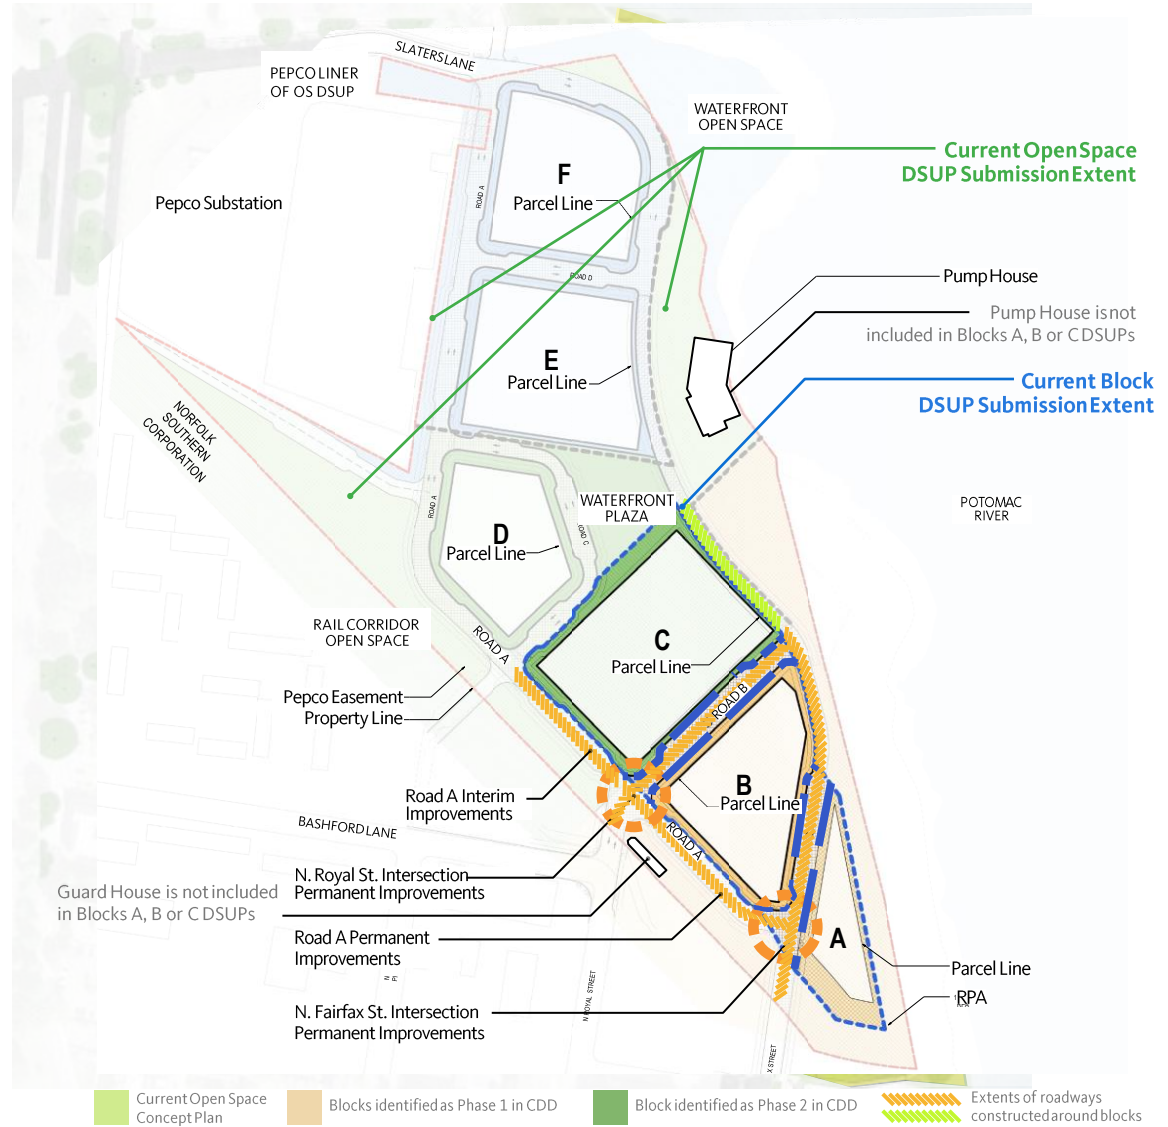 SLATERS LANE
PEPCO LINER
OF OS DSUP
WATERFRONT
OPEN SPACE
Current Open Space
DSUP Submission Extent
F
Parcel Line
ROAD A
Pepco Substation
ROAD D
Pump House
Pump House is not
included in Blocks A, B or C DSUPs
E
Parcel Line
Current Block
DSUP Submission Extent
NORFOLK
SOUTHERN
CORPORATION
WATERFRONT
PLAZA
POTOMAC
RIVER
ROAD A
D
Parcel Line
ROAD C
RAIL CORRIDOR
OPEN SPACE
ROAD A
C
Parcel Line
Pepco Easement
Property Line
ROAD B
B
Parcel Line
Road A Interim
Improvements
BASHFORD LANE
ROAD A
N. Royal St. Intersection
Permanent Improvements
Guard House is not included
in Blocks A, B or C DSUPs
Road A Permanent
Improvements
A
Parcel Line
RPA
N ROYAL STREET
N. Fairfax St. Intersection
Permanent Improvements
X STREET
Current Open Space
Concept Plan
Blocks identified as Phase 1 in CDD
Block identified as Phase 2 in CDD
Extents of roadways
constructed around blocks